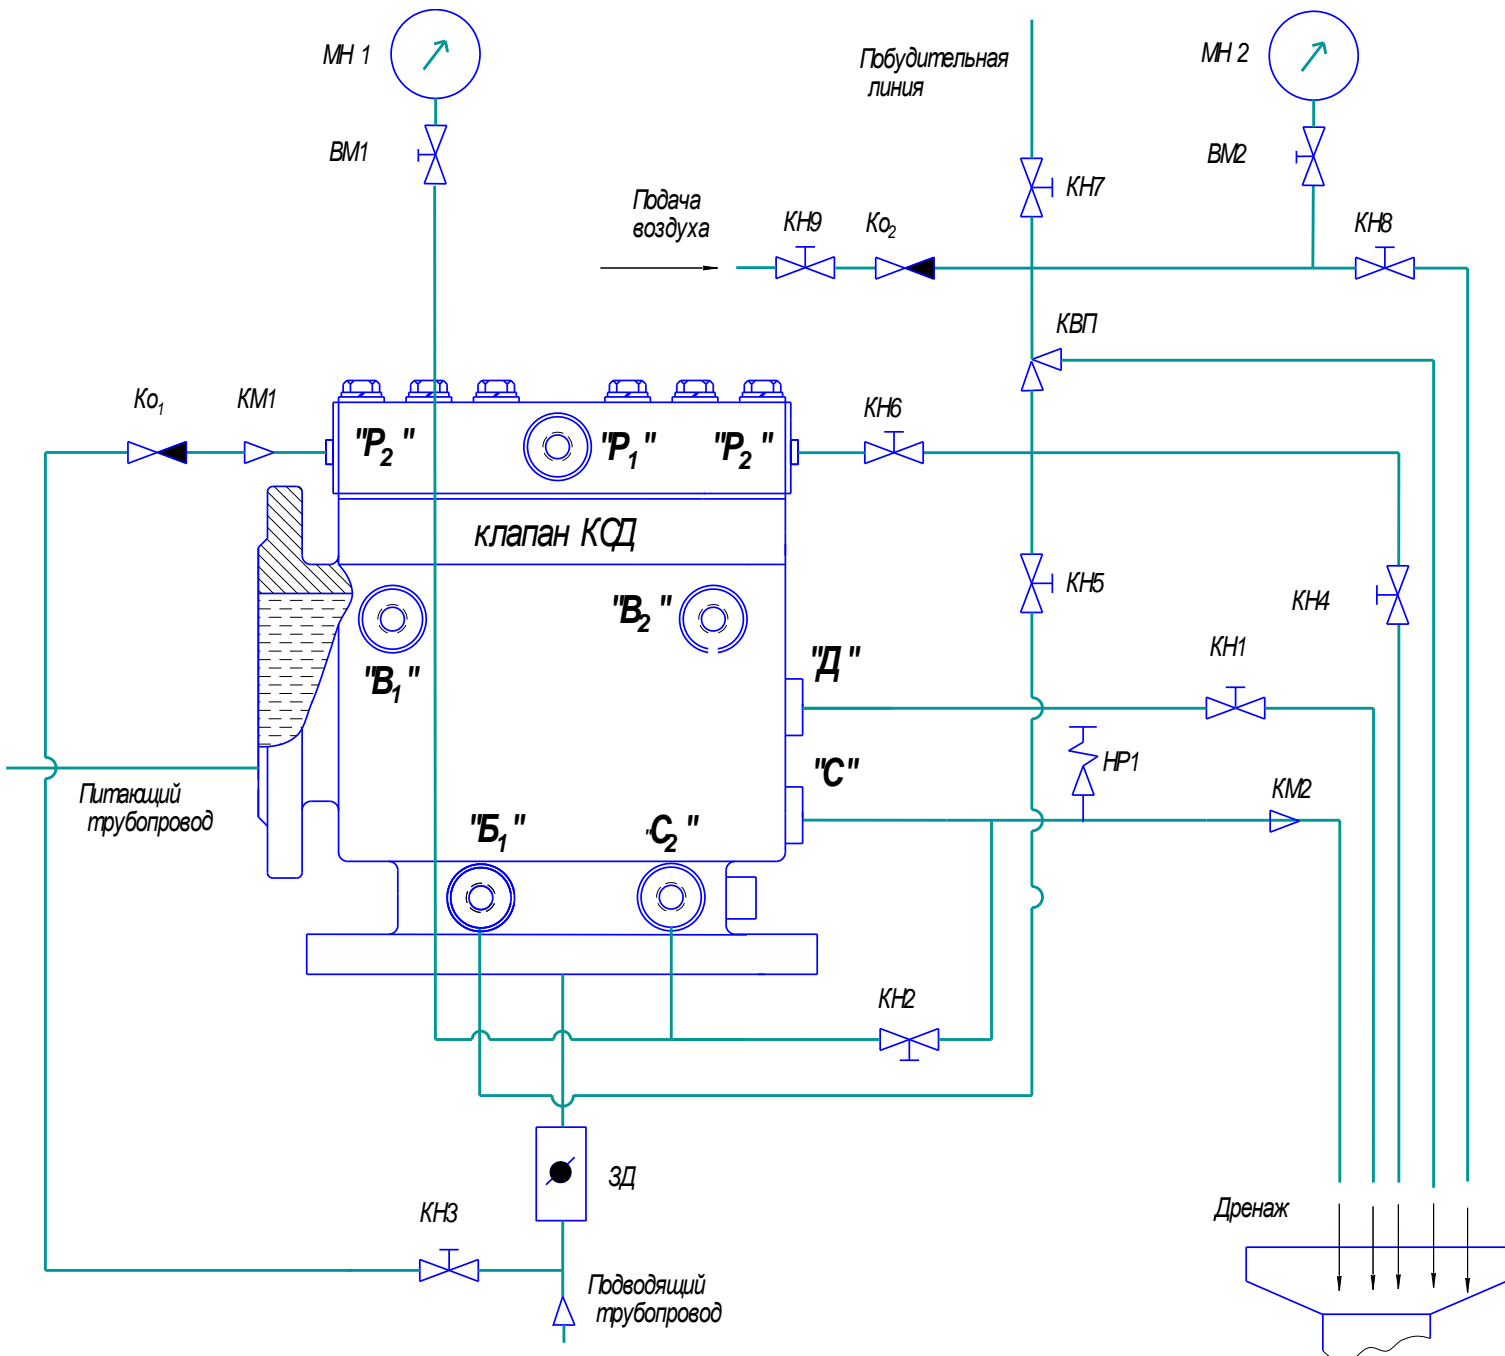 МН 1
Побудительная
линия
МН 2
ВМ1
ВМ2
КН7
Подача
воздуха
КН9
Ко2
КН8
КВП
Ко1
КМ1
КН6
"Р2"
"Р1"
"Р2"
клапан КСД
КН5
КН4
"В2"
"В1"
"Д"
КН1
НР1
"С"
КМ2
Питающий
трубопровод
"Б1"
"С2"
КН2
ЗД
КН3
Дренаж
Подводящий
трубопровод